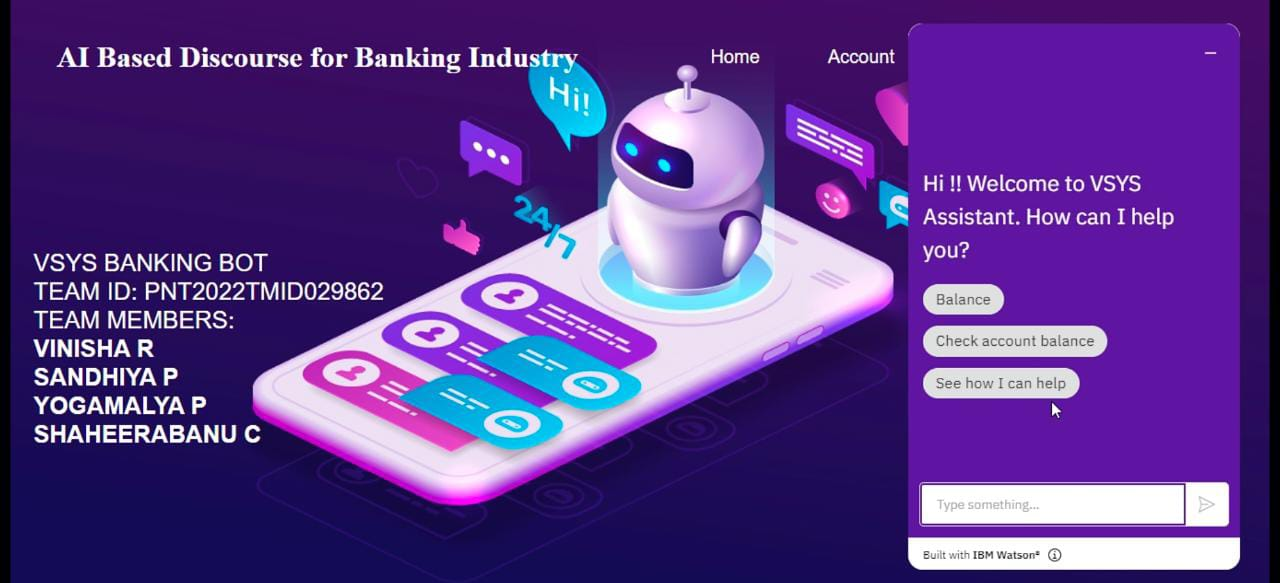 AI Based Discourse for Banking Industry
Home
Account
Hi!
24/7
VSYS BANKING BOT
TEAM ID: PNT2022TMID029862
TEAM MEMBERS:
VINISHA R
SANDHIYA P
YOGAMALYA P
SHAHEERABANU C
Hi !! Welcome to VSYS
Assistant. How can I help
you?
Balance
Check account balance
See how I can help
Type something...
Built with IBM Watson®